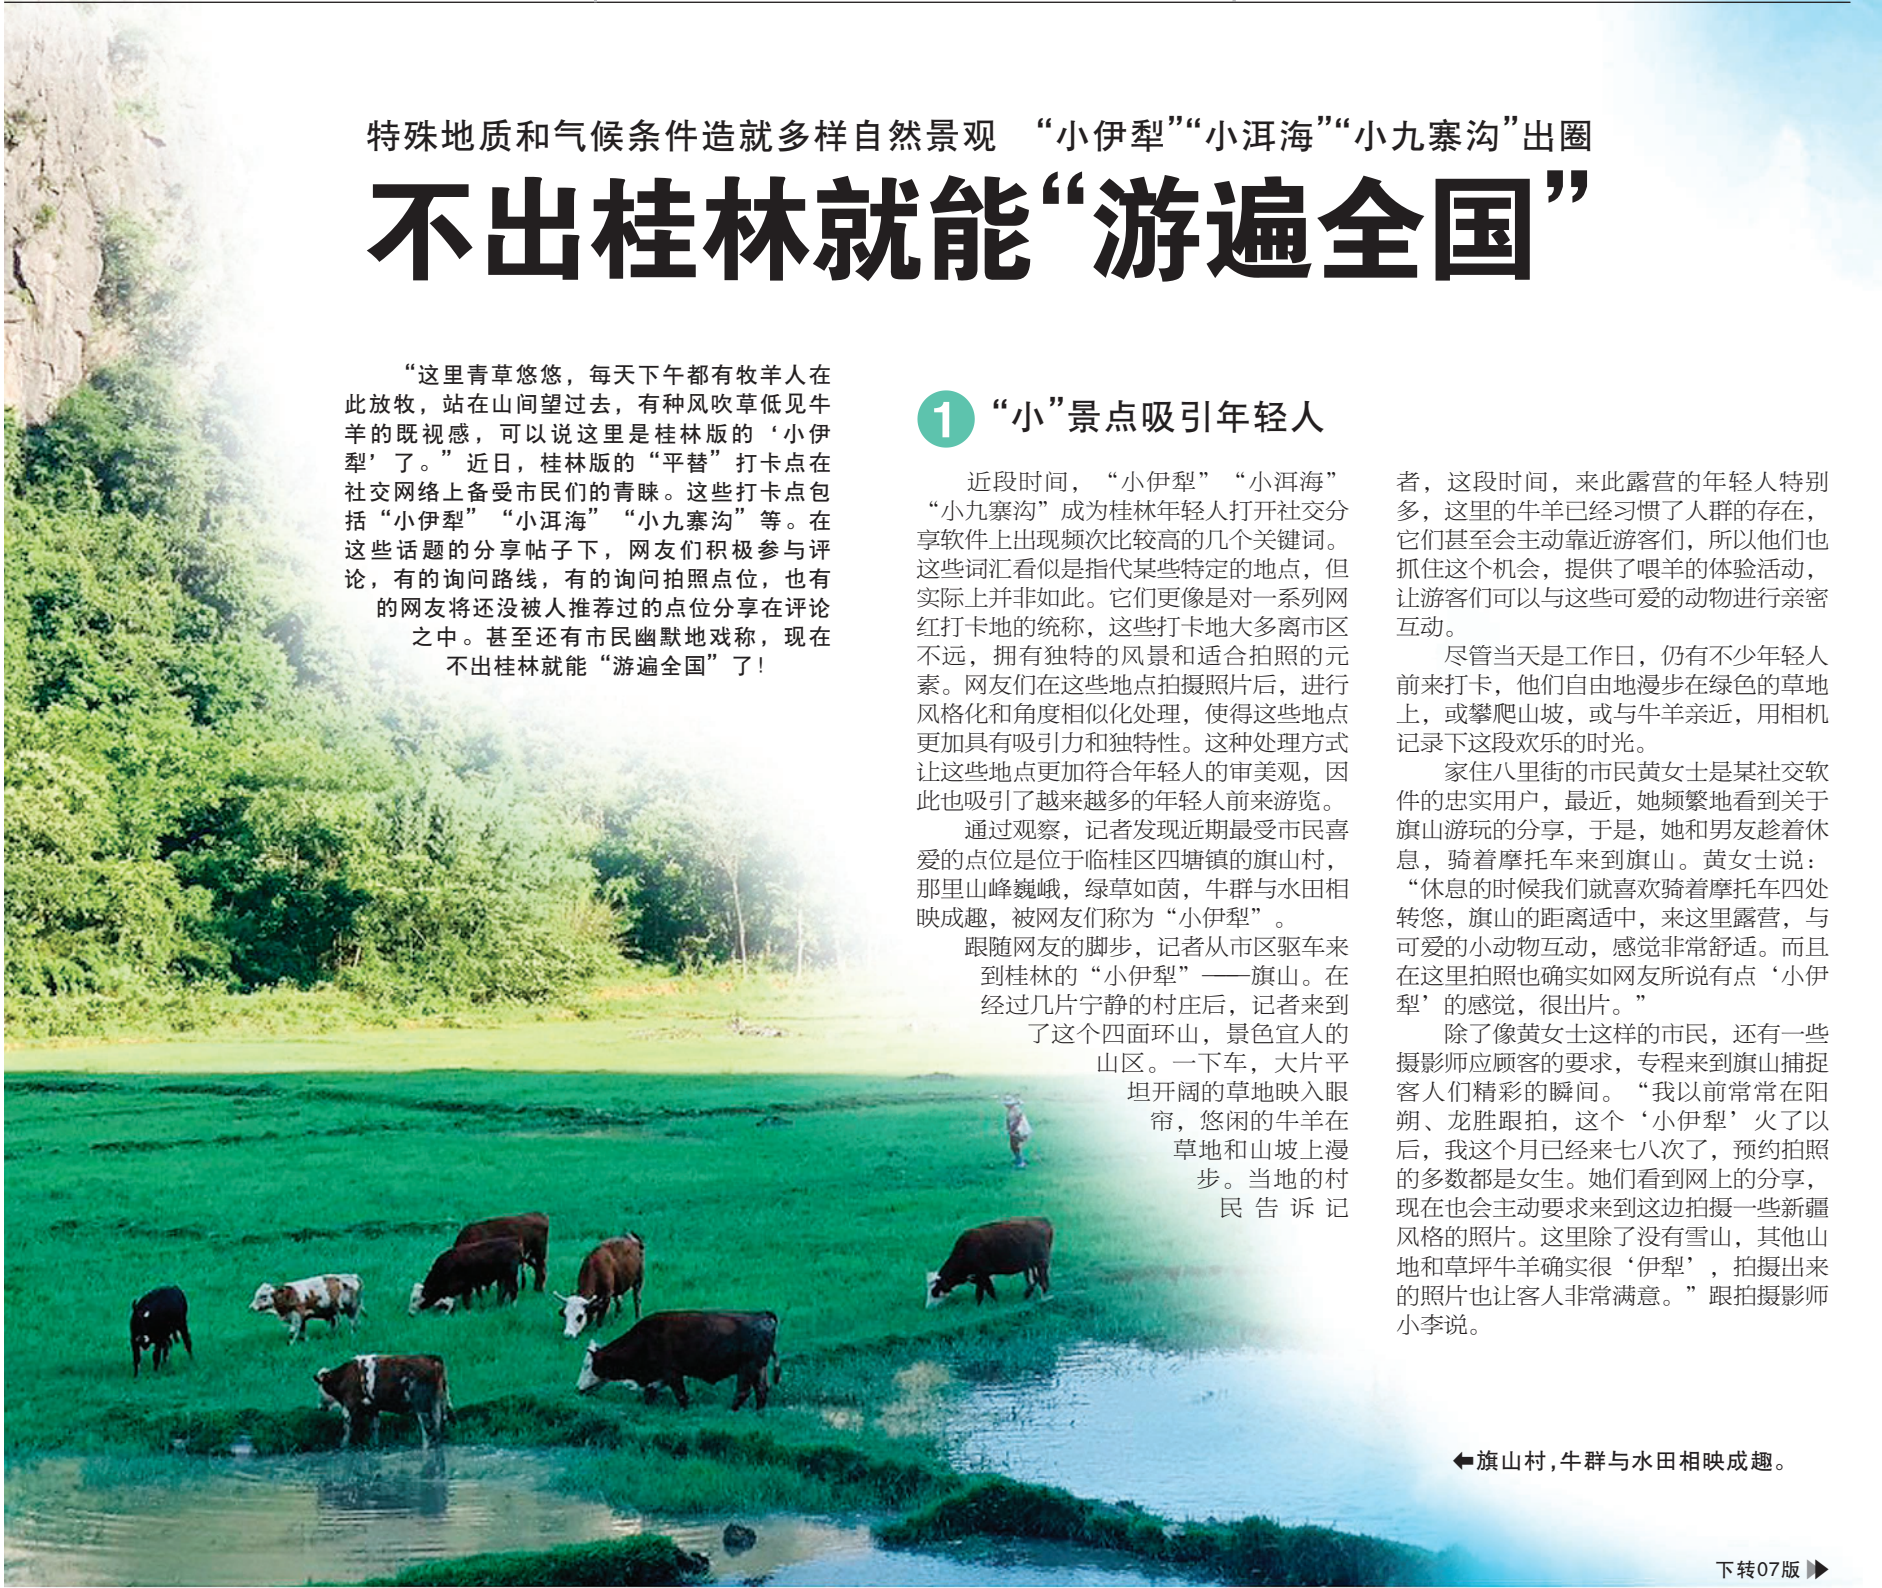 特殊地质和气候条件造就多样自然景观 “小伊犁”“小洱海”“小九寨沟”出圈
不出桂林就能“游遍全国”
“这里青草悠悠，每天下午都有牧羊人在
此放牧，站在山间望过去，有种风吹草低见牛
羊的既视感，可以说这里是桂林版的‘小伊
犁’了。”近日，桂林版的“平替”打卡点在
社交网络上备受市民们的青睐。这些打卡点包
括“小伊犁”“小洱海”“小九寨沟”等。在
这些话题的分享帖子下，网友们积极参与评
论，有的询问路线，有的询问拍照点位，也有
的网友将还没被人推荐过的点位分享在评论
之中。甚至还有市民幽默地戏称，现在
不出桂林就能“游遍全国”了！
1 “小”景点吸引年轻人
近段时间，“小伊犁”“小洱海”
“小九寨沟”成为桂林年轻人打开社交分
享软件上出现频次比较高的几个关键词。
这些词汇看似是指代某些特定的地点，但
实际上并非如此。它们更像是对一系列网
红打卡地的统称，这些打卡地大多离市区
不远，拥有独特的风景和适合拍照的元
素。网友们在这些地点拍摄照片后，进行
风格化和角度相似化处理，使得这些地点
更加具有吸引力和独特性。这种处理方式
让这些地点更加符合年轻人的审美观，因
此也吸引了越来越多的年轻人前来游览。
通过观察，记者发现近期最受市民喜
爱的点位是位于临桂区四塘镇的旗山村，
那里山峰巍峨，绿草如茵，牛群与水田相
映成趣，被网友们称为“小伊犁”。
跟随网友的脚步，记者从市区驱车来
到桂林的“小伊犁”——旗山。在
经过几片宁静的村庄后，记者来到
了这个四面环山，景色宜人的
山区。一下车，大片平
坦开阔的草地映入眼
帘，悠闲的牛羊在
草地和山坡上漫
步。当地的村
民告诉记
者，这段时间，来此露营的年轻人特别
多，这里的牛羊已经习惯了人群的存在，
它们甚至会主动靠近游客们，所以他们也
抓住这个机会，提供了喂羊的体验活动，
让游客们可以与这些可爱的动物进行亲密
互动。
尽管当天是工作日，仍有不少年轻人
前来打卡，他们自由地漫步在绿色的草地
上，或攀爬山坡，或与牛羊亲近，用相机
记录下这段欢乐的时光。
家住八里街的市民黄女士是某社交软
件的忠实用户，最近，她频繁地看到关于
旗山游玩的分享，于是，她和男友趁着休
息，骑着摩托车来到旗山。黄女士说：
“休息的时候我们就喜欢骑着摩托车四处
转悠，旗山的距离适中，来这里露营，与
可爱的小动物互动，感觉非常舒适。而且
在这里拍照也确实如网友所说有点‘小伊
犁’的感觉，很出片。”
除了像黄女士这样的市民，还有一些
摄影师应顾客的要求，专程来到旗山捕捉
客人们精彩的瞬间。“我以前常常在阳
朔、龙胜跟拍，这个‘小伊犁’火了以
后，我这个月已经来七八次了，预约拍照
的多数都是女生。她们看到网上的分享，
现在也会主动要求来到这边拍摄一些新疆
风格的照片。这里除了没有雪山，其他山
地和草坪牛羊确实很‘伊犁’，拍摄出来
的照片也让客人非常满意。”跟拍摄影师
小李说。
←旗山村,牛群与水田相映成趣。
下转07版